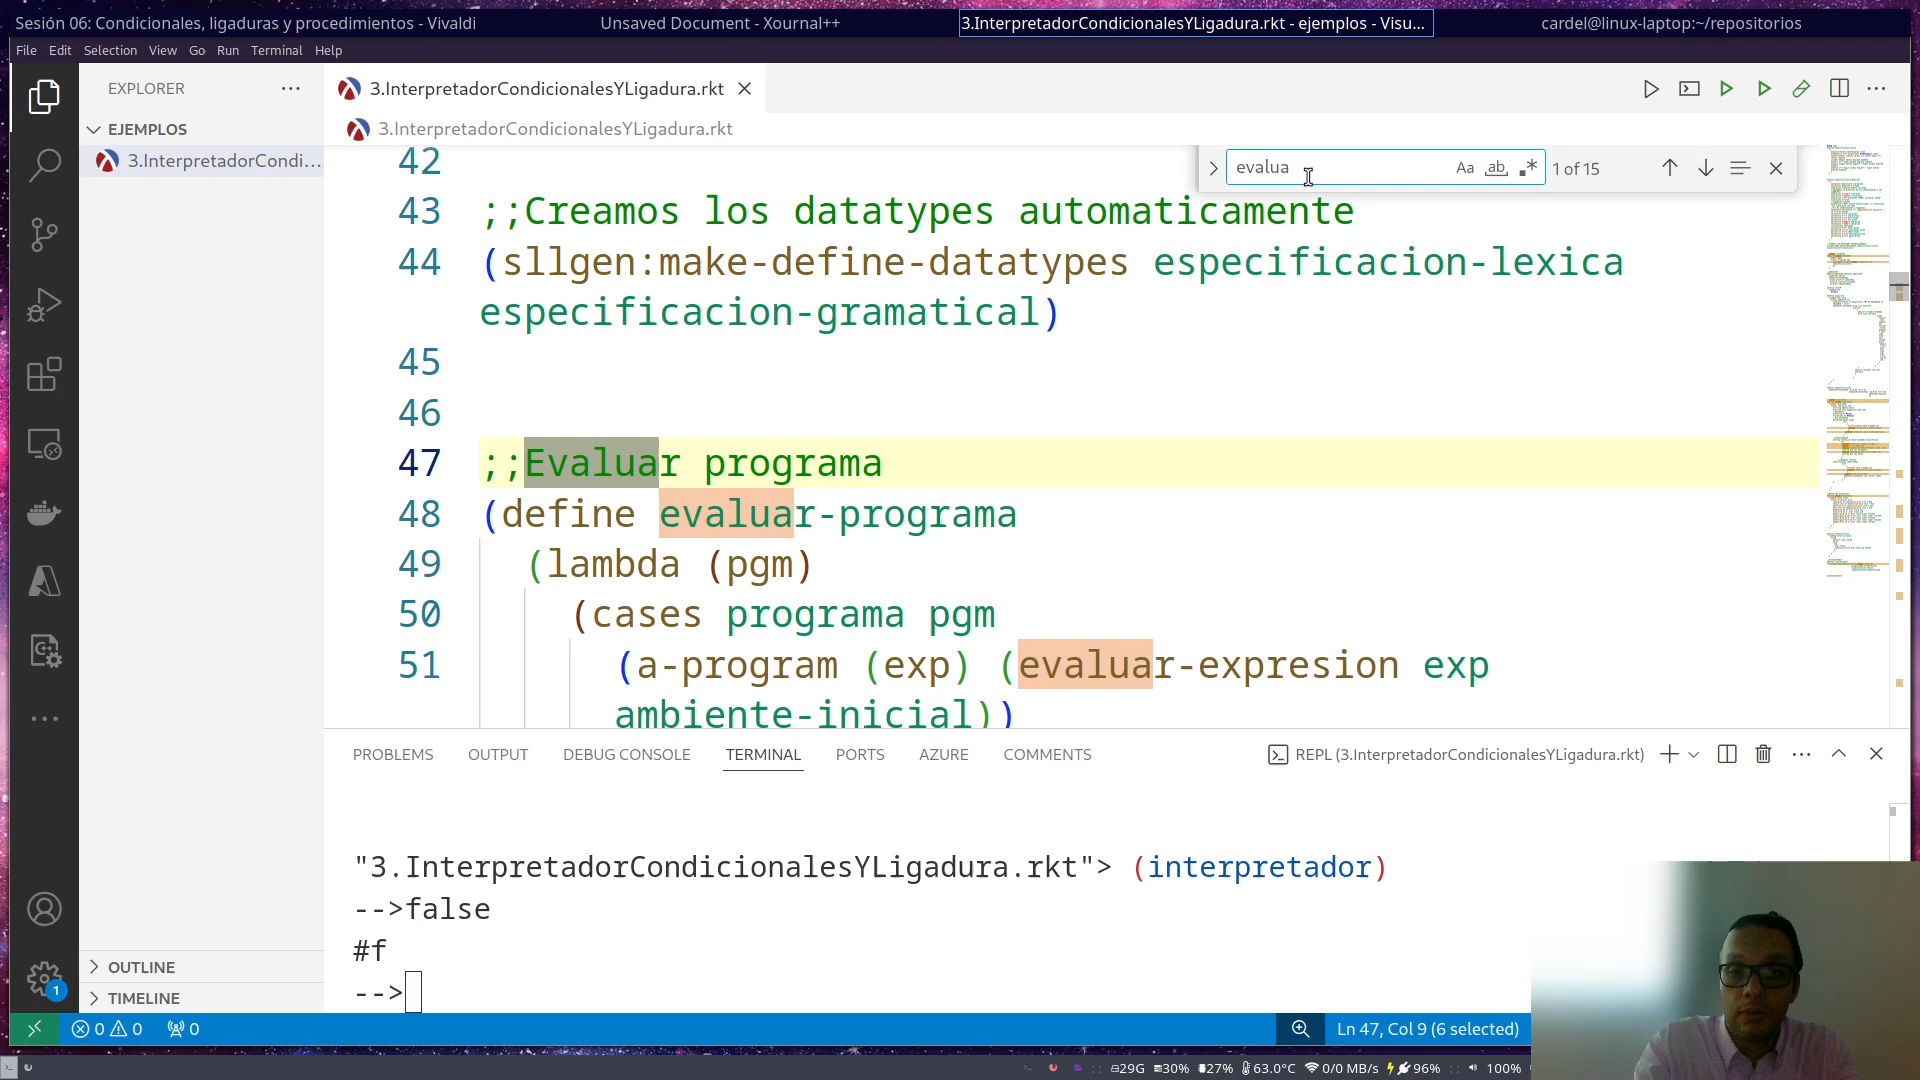 Sesión 06: Condicionales, ligaduras y procedimientos - Vivaldi
Unsaved Document - Xournal++
3.InterpretadorCondicionalesYLigadura.rkt - ejemplos - Visu...
cardel@linux-laptop:~/repositorios
File Edit Selection View Go Run Terminal Help
EXPLORER
3.InterpretadorCondicionalesYLigadura.rkt
EJEMPLOS
3.InterpretadorCondicionalesYLigadura.rkt
3.InterpretadorCondi...
evalua
Aa ab 1 of 15
42
43 ;;Creamos los datatypes automaticamente
44 (sllgen:make-define-datatypes especificacion-lexica
especificacion-gramatical)
45
46
47 ;;Evaluar programa
48 (define evaluar-programa
49 (lambda (pgm)
50 (cases programa pgm
51 (a-program (exp) (evaluar-expresion exp
ambiente-inicial))
PROBLEMS OUTPUT DEBUG CONSOLE TERMINAL PORTS AZURE COMMENTS
REPL (3.InterpretadorCondicionalesYLigadura.rkt)
"3.InterpretadorCondicionalesYLigadura.rkt"> (interpretador)
-->false
#f
-->
OUTLINE
TIMELINE
1
0 0 0
Ln 47, Col 9 (6 selected)
29G 30% 27% 63.0°C 0/0 MB/s 96% 100%